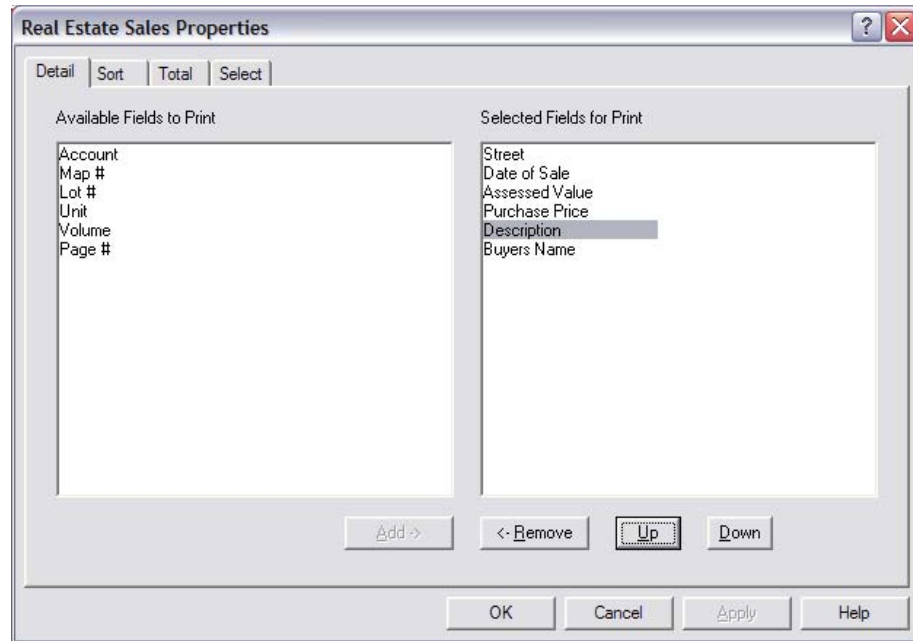 Real Estate Sales Properties
Detail Sort Total Select
Available Fields to Print
Account
Map #
Lot #
Unit
Volume
Page #
Selected Fields for Print
Street
Date of Sale
Assessed Value
Purchase Price
Description
Buyers Name
Add -> <- Remove Up Down
OK Cancel Apply Help